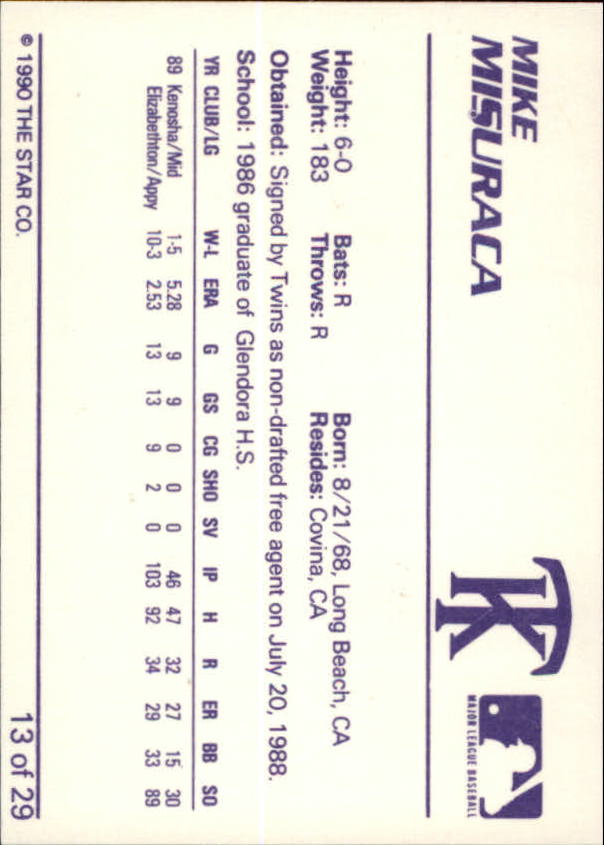 MIKE
MISURACA
TK
MAJOR LEAGUE BASEBALL
Height: 6-0 Bats: R Born: 8/21/68, Long Beach, CA
Weight: 183 Throws: R Resides: Covina, CA
Obtained: Signed by Twins as non-drafted free agent on July 20, 1988.
School: 1986 graduate of Glendora H.S.
YR CLUB/LG W-L ERA G GS CG SHO SV IP H R ER BB SO
89 Kenosha/Mid 1-5 5.28 9 9 0 0 0 46 47 32 27 15 30
Elizabethton/Appy 10-3 2.53 13 13 9 2 0 103 92 34 29 33 89
© 1990 THE STAR CO. 13 of 29